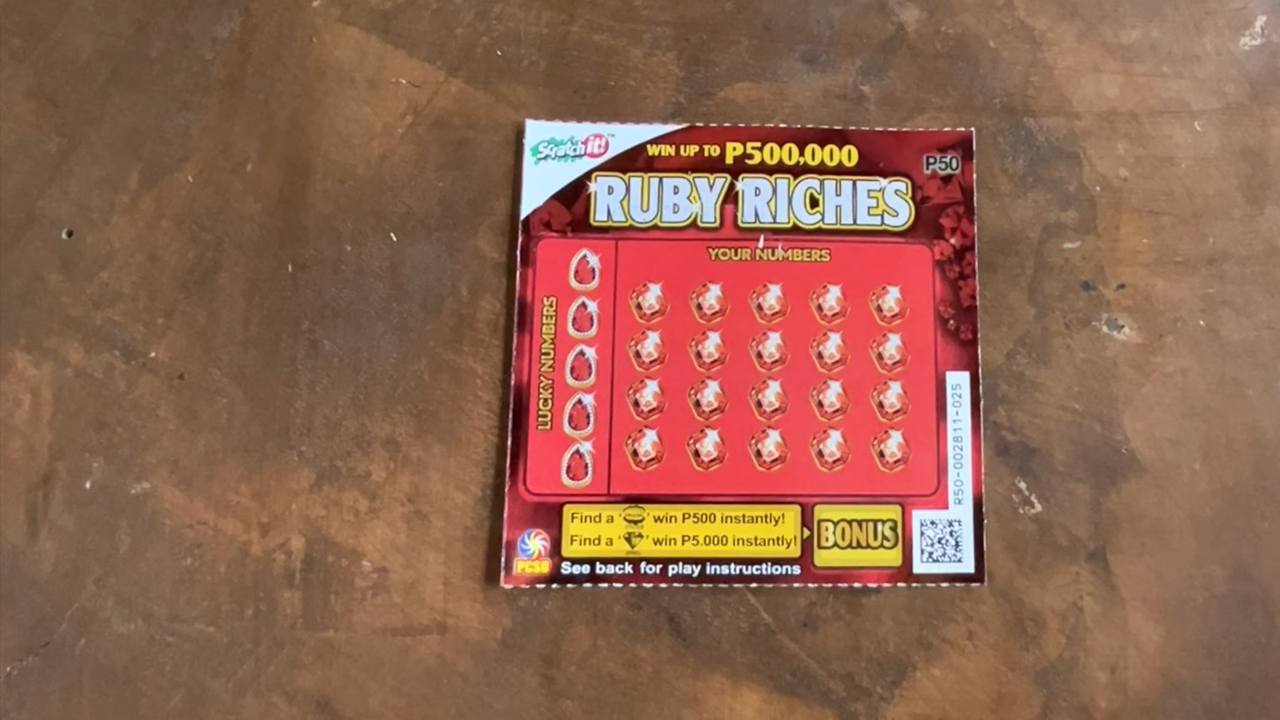 Scratch it!™
WIN UP TO P500,000
P50
RUBY RICHES
YOUR NUMBERS
LUCKY NUMBERS
R50-002811-025
Find a ' ' win P500 instantly!
Find a ' ' win P5,000 instantly!
BONUS
PCSO
See back for play instructions